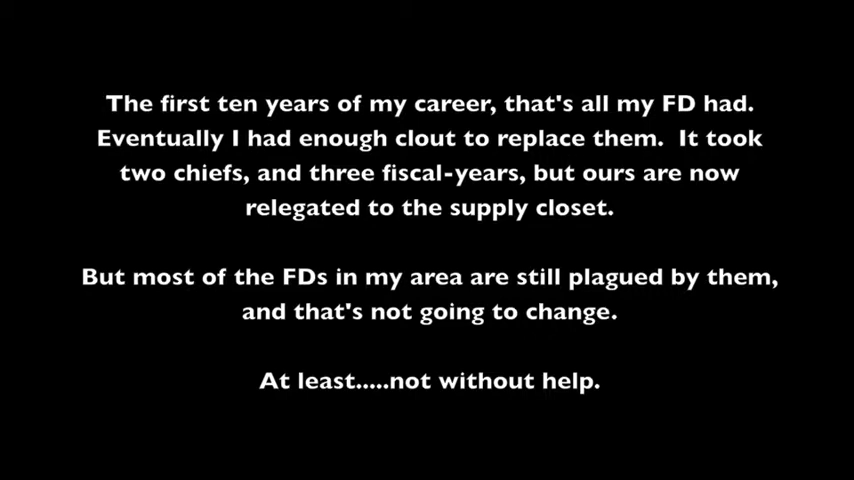 The first ten years of my career, that's all my FD had.
Eventually I had enough clout to replace them.  It took
two chiefs, and three fiscal-years, but ours are now
relegated to the supply closet.
But most of the FDs in my area are still plagued by them,
and that's not going to change.
At least.....not without help.